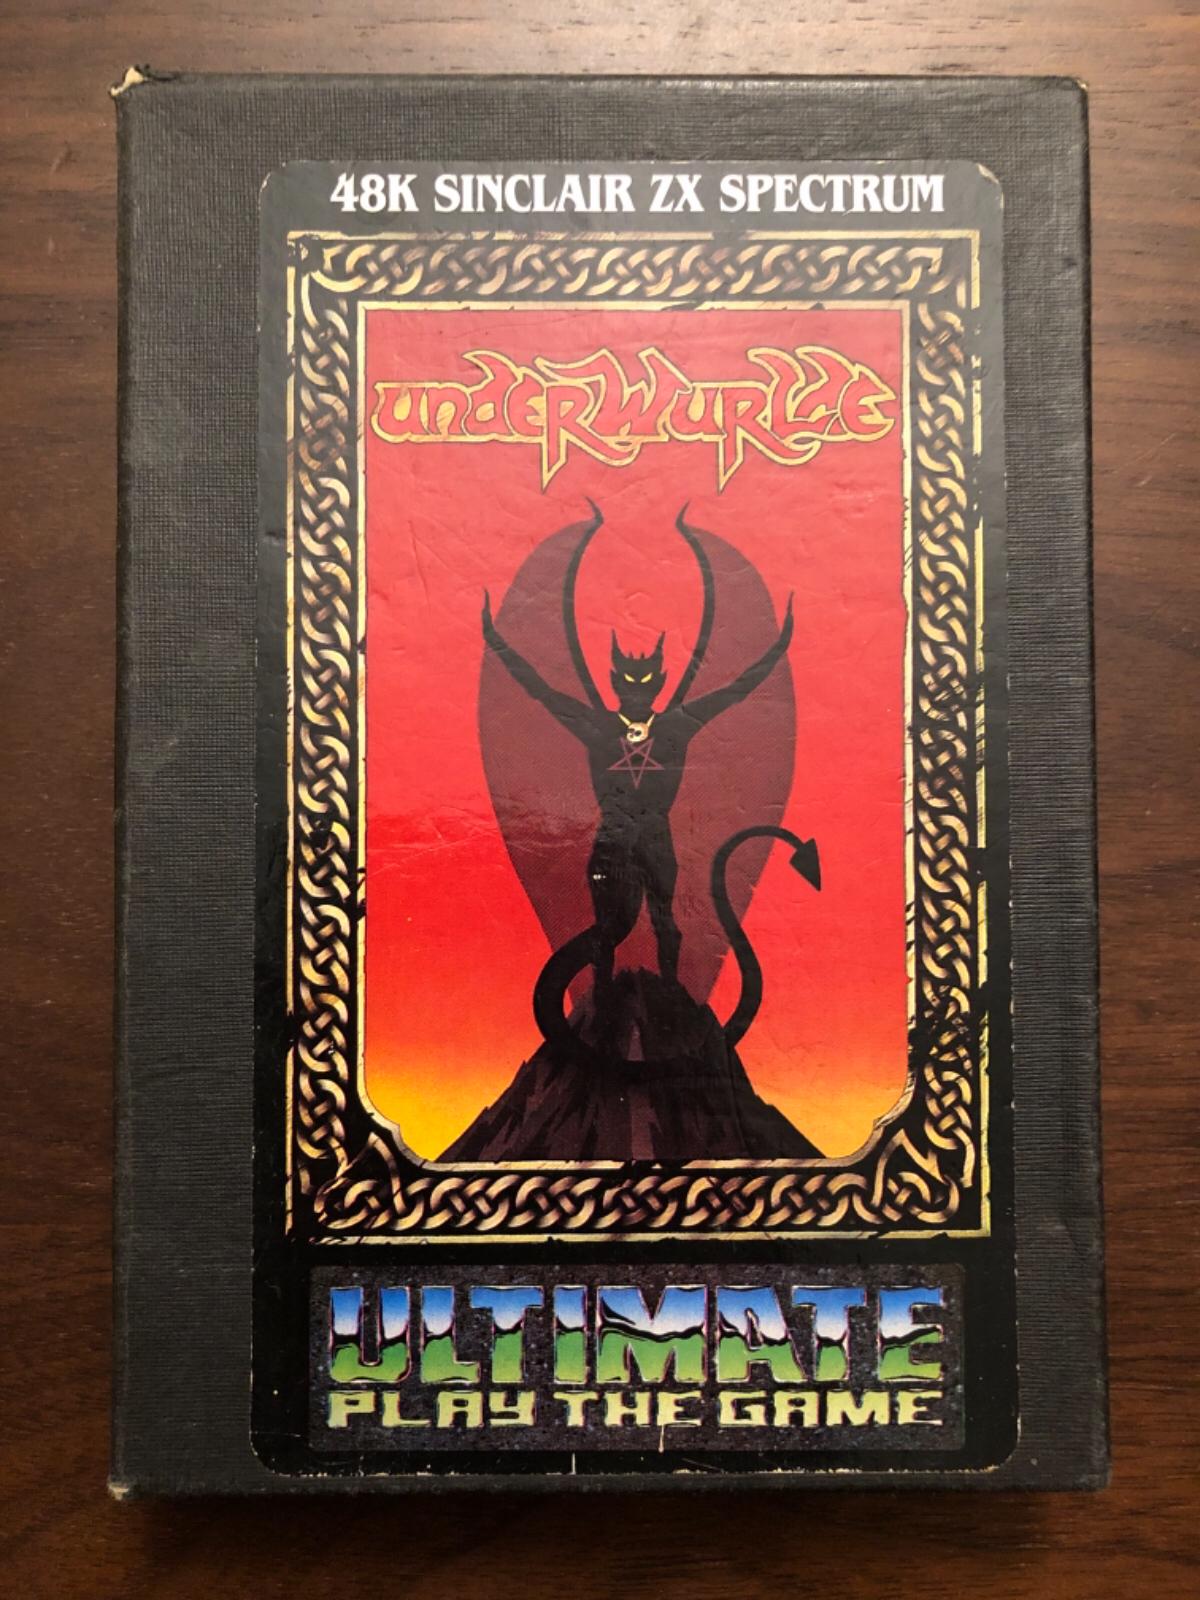 48K SINCLAIR ZX SPECTRUM
underwurlde
ULTIMATE
PLAY THE GAME